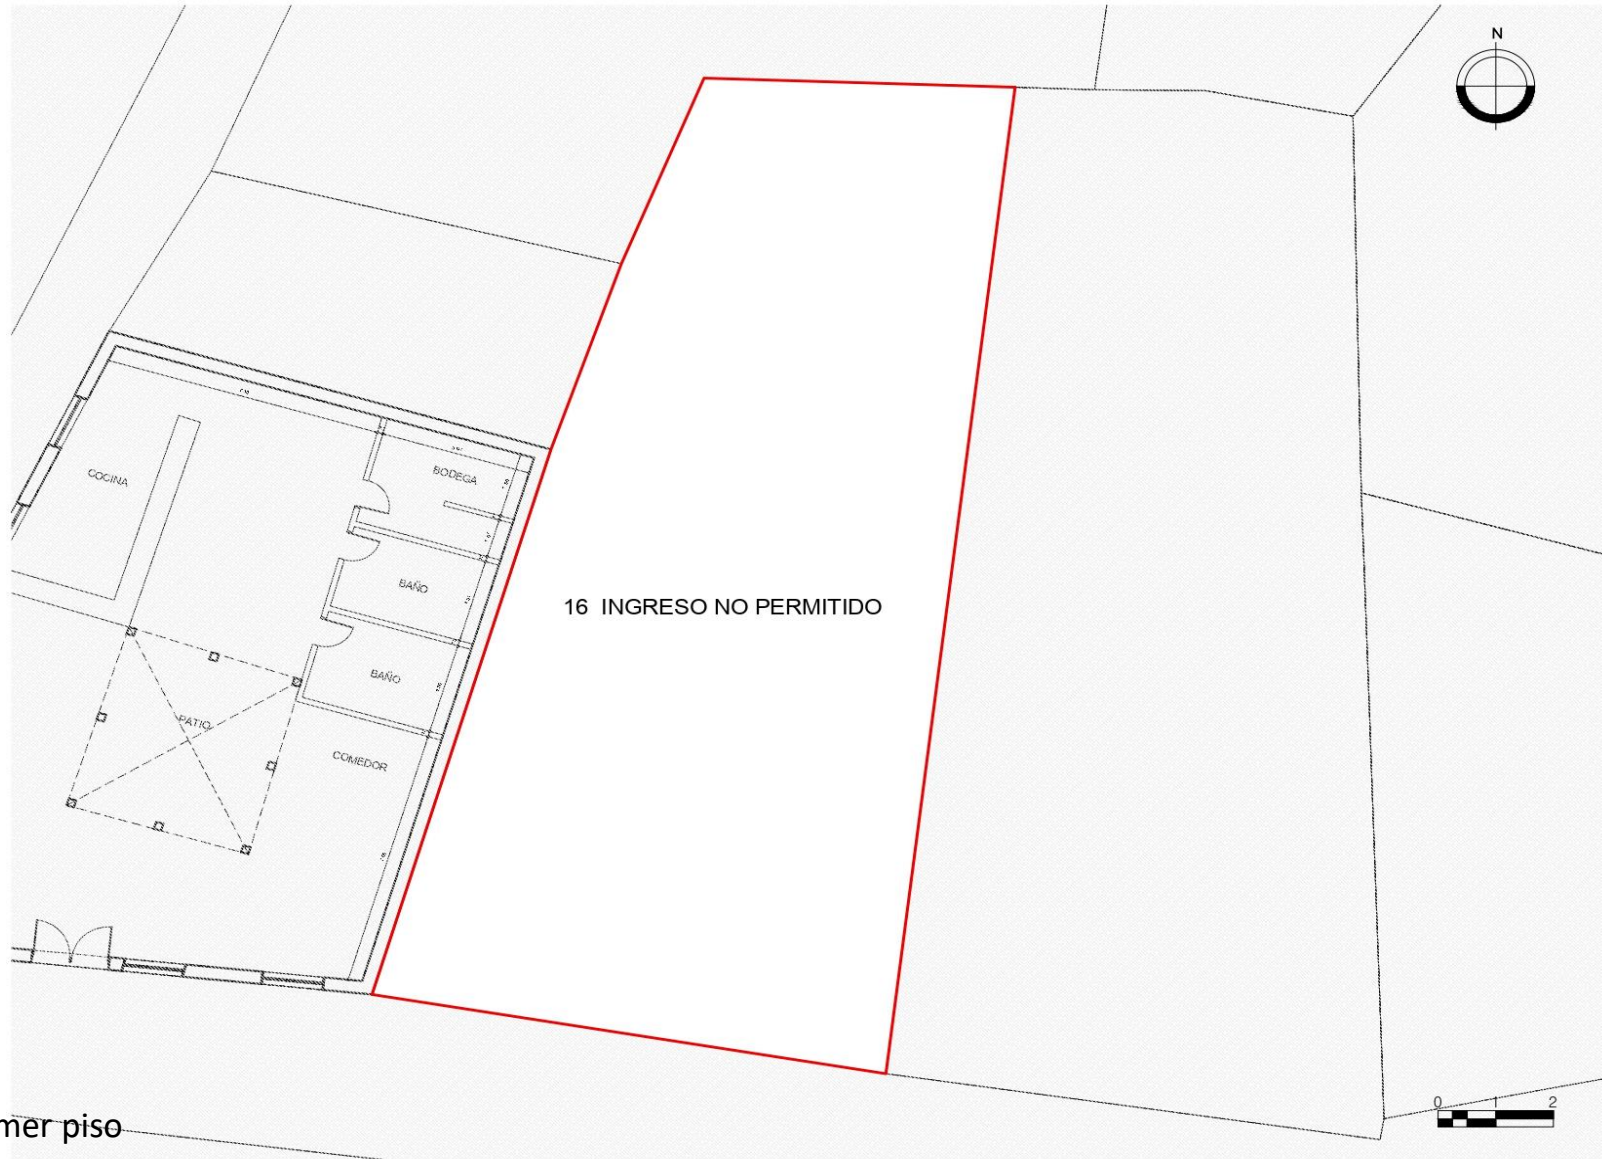 N
COCINA
BODEGA
BAÑO
16 INGRESO NO PERMITIDO
BAÑO
PATIO
COMEDOR
0 1 2
mer piso